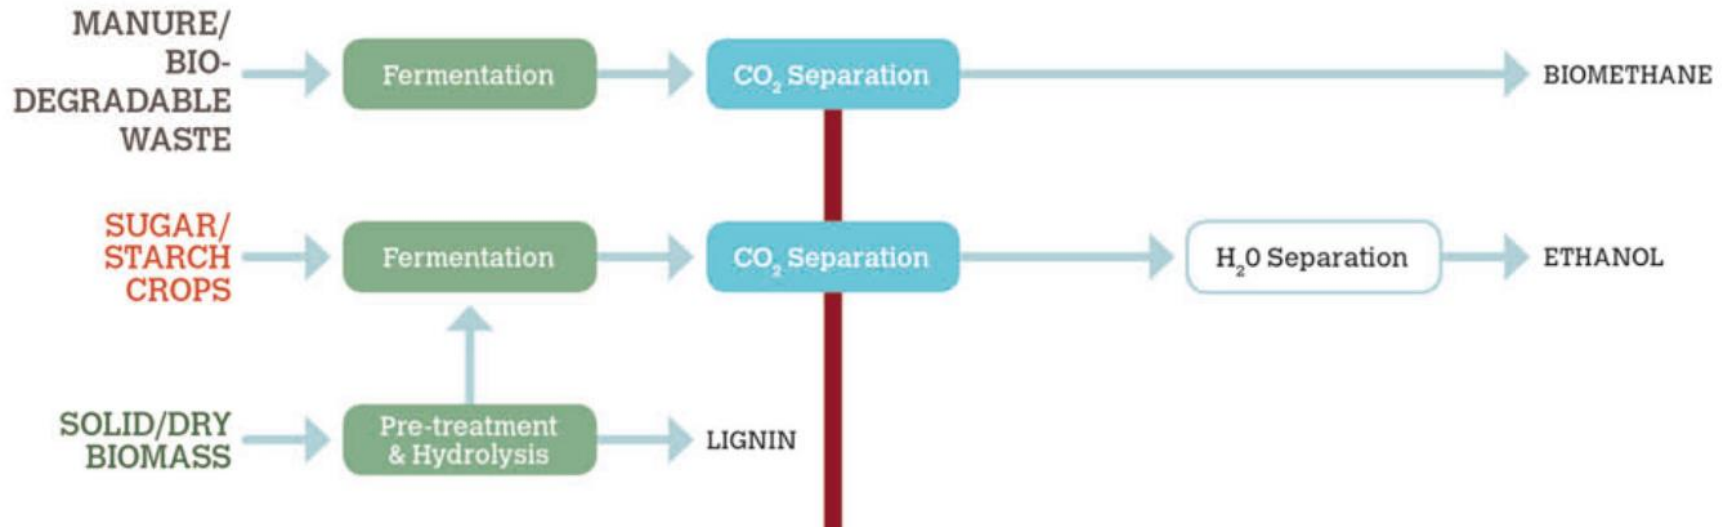 MANURE/
BIO-
DEGRADABLE
WASTE
Fermentation
CO₂ Separation
BIOMETHANE
SUGAR/
STARCH
CROPS
Fermentation
CO₂ Separation
H₂0 Separation
ETHANOL
SOLID/DRY
BIOMASS
Pre-treatment
& Hydrolysis
LIGNIN